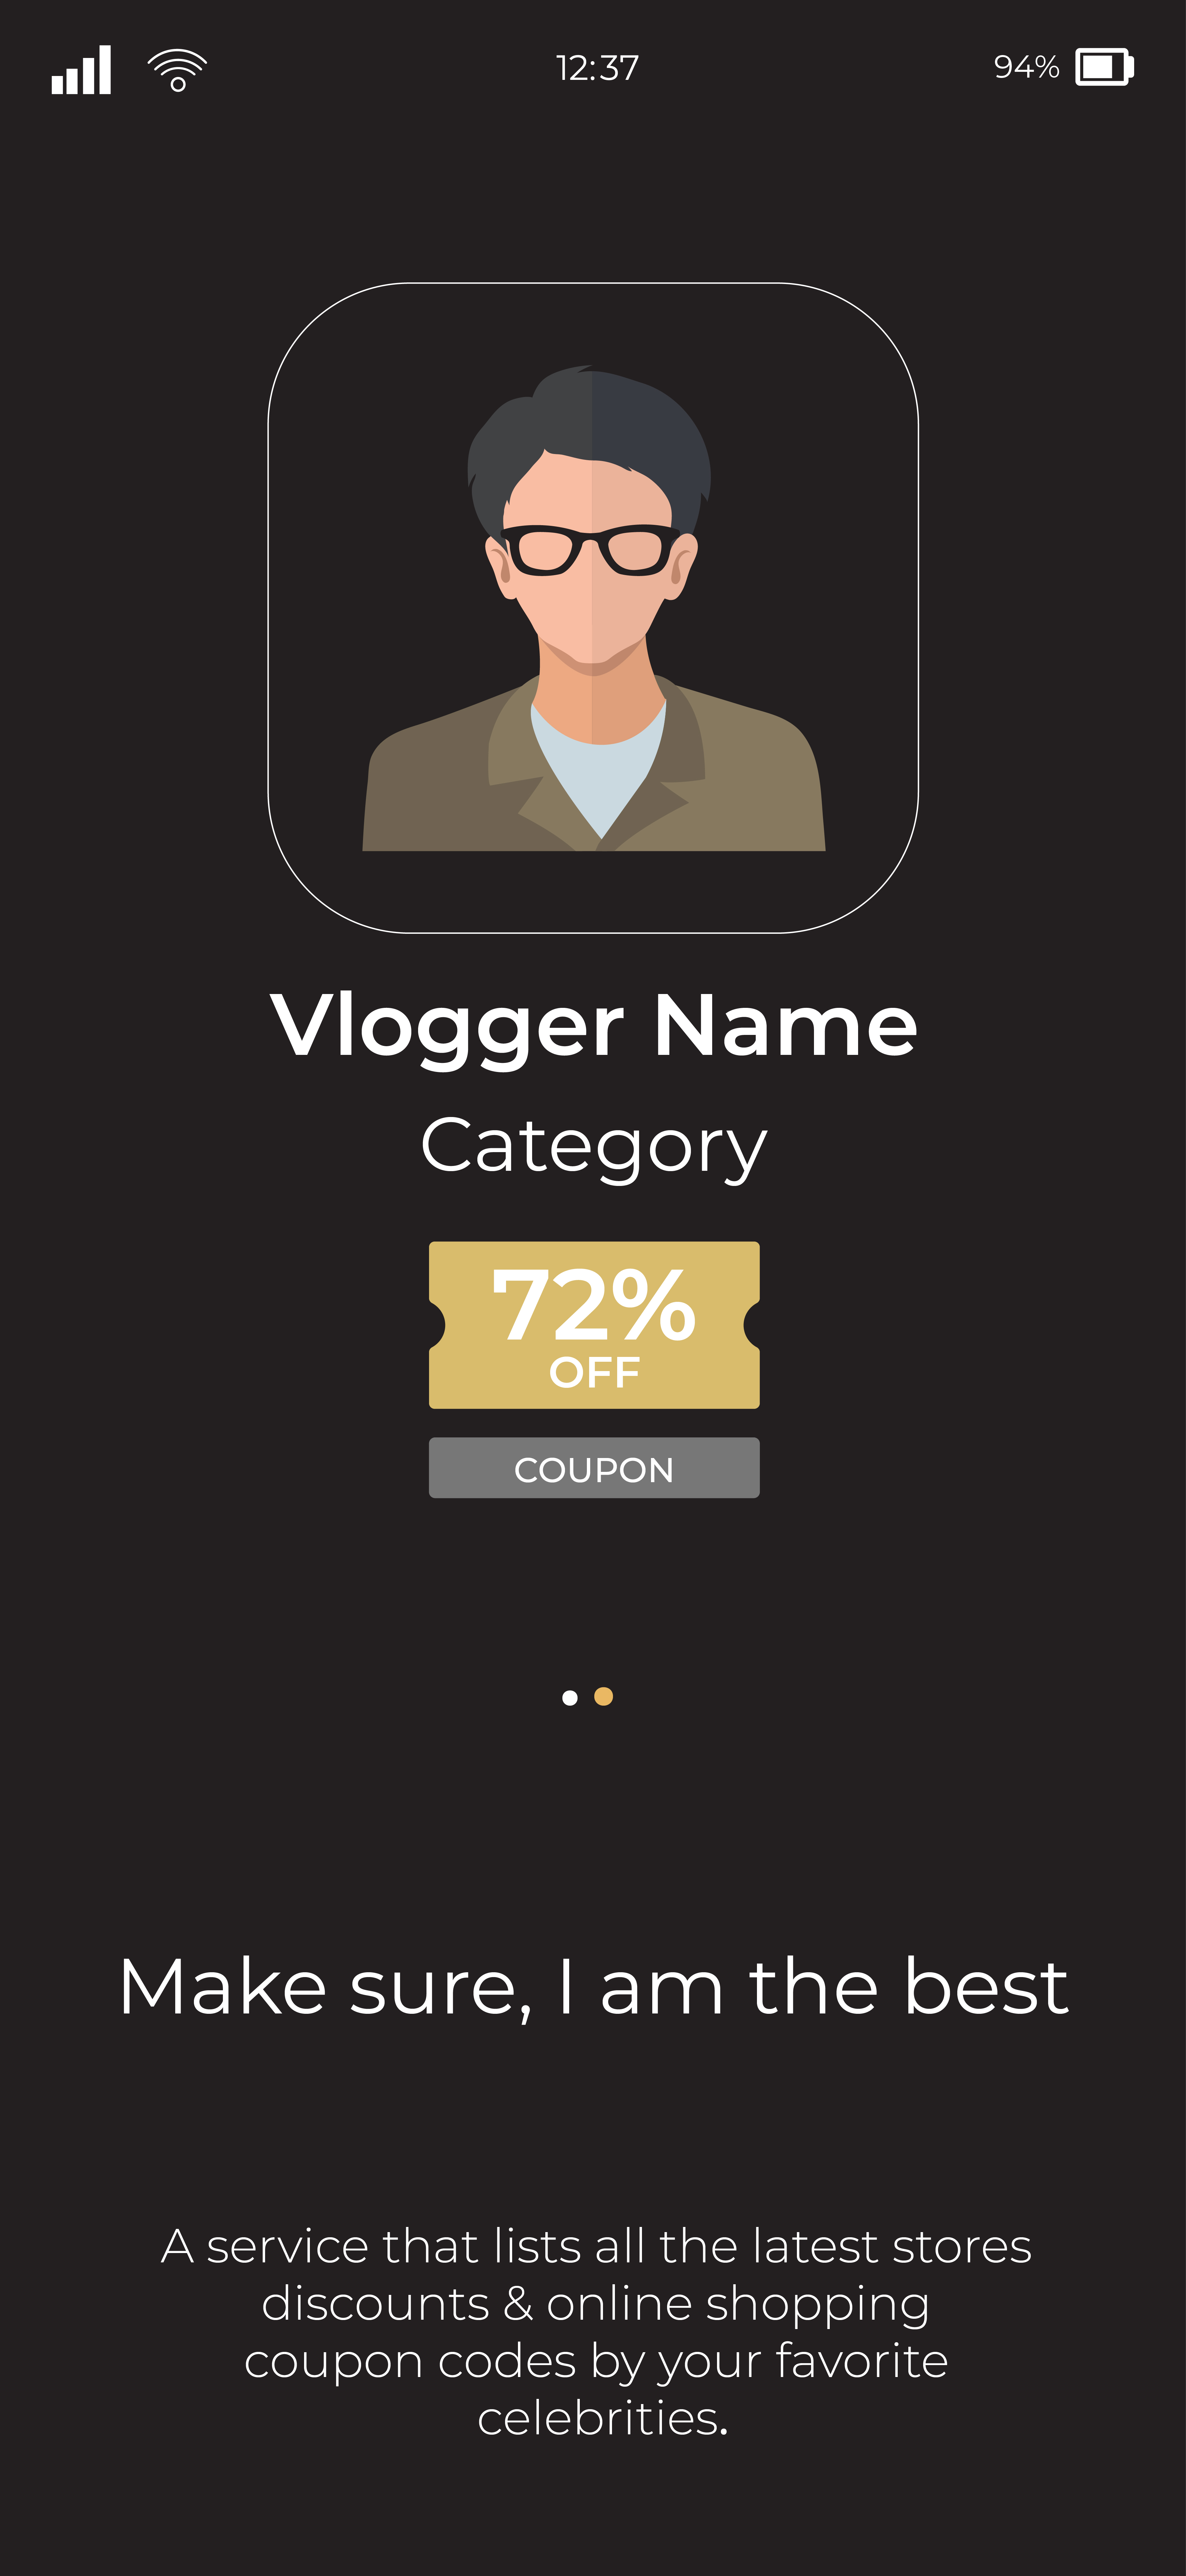 12:37
94%
Vlogger Name
Category
72%
OFF
COUPON
Make sure, I am the best
A service that lists all the latest stores
discounts & online shopping
coupon codes by your favorite
celebrities.